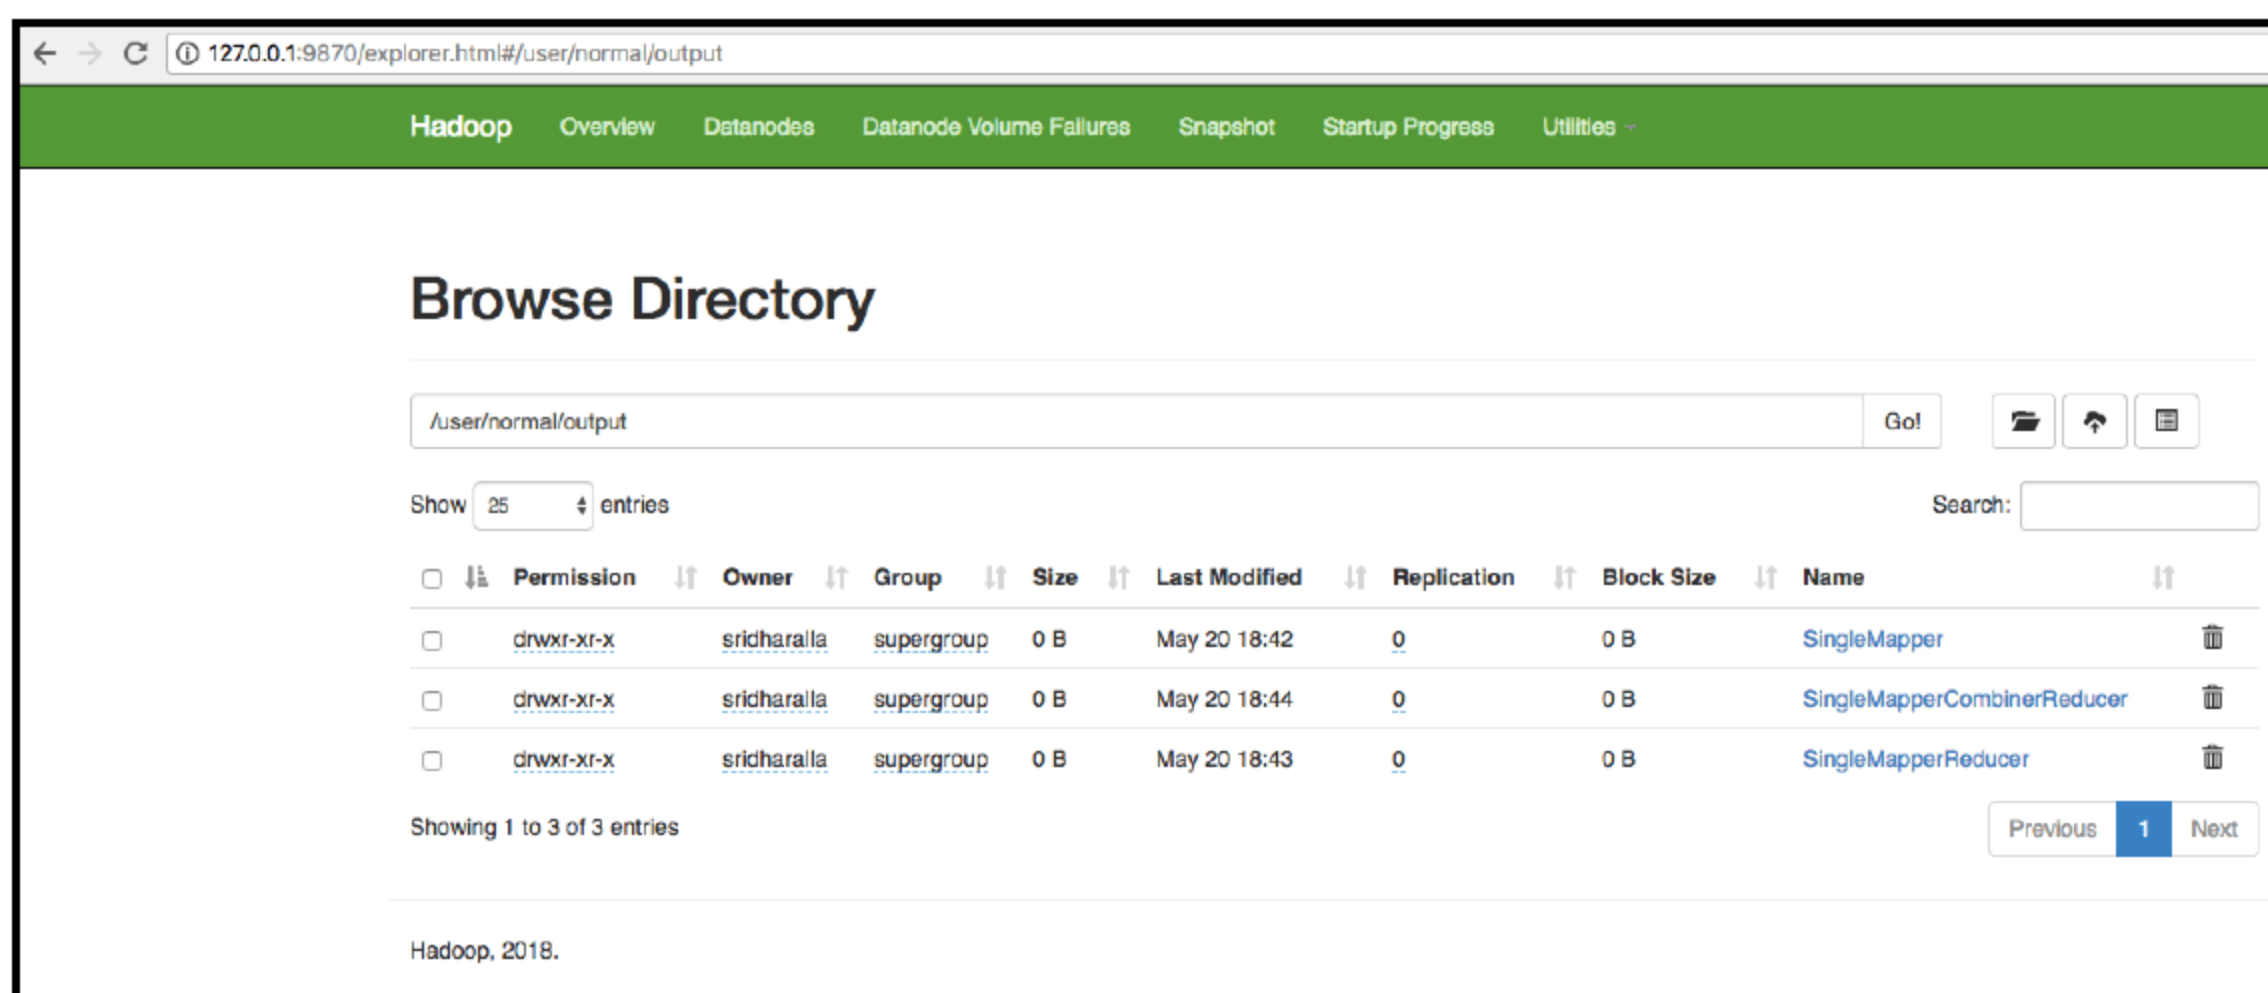 127.0.0.1:9870/explorer.html#/user/normal/output
Hadoop Overview Datanodes Datanode Volume Failures Snapshot Startup Progress Utilities
Browse Directory
/user/normal/output Go!
Show 25 entries Search:
Permission Owner Group Size Last Modified Replication Block Size Name
drwxr-xr-x sridharalla supergroup 0 B May 20 18:42 0 0 B SingleMapper
drwxr-xr-x sridharalla supergroup 0 B May 20 18:44 0 0 B SingleMapperCombinerReducer
drwxr-xr-x sridharalla supergroup 0 B May 20 18:43 0 0 B SingleMapperReducer
Showing 1 to 3 of 3 entries Previous 1 Next
Hadoop, 2018.